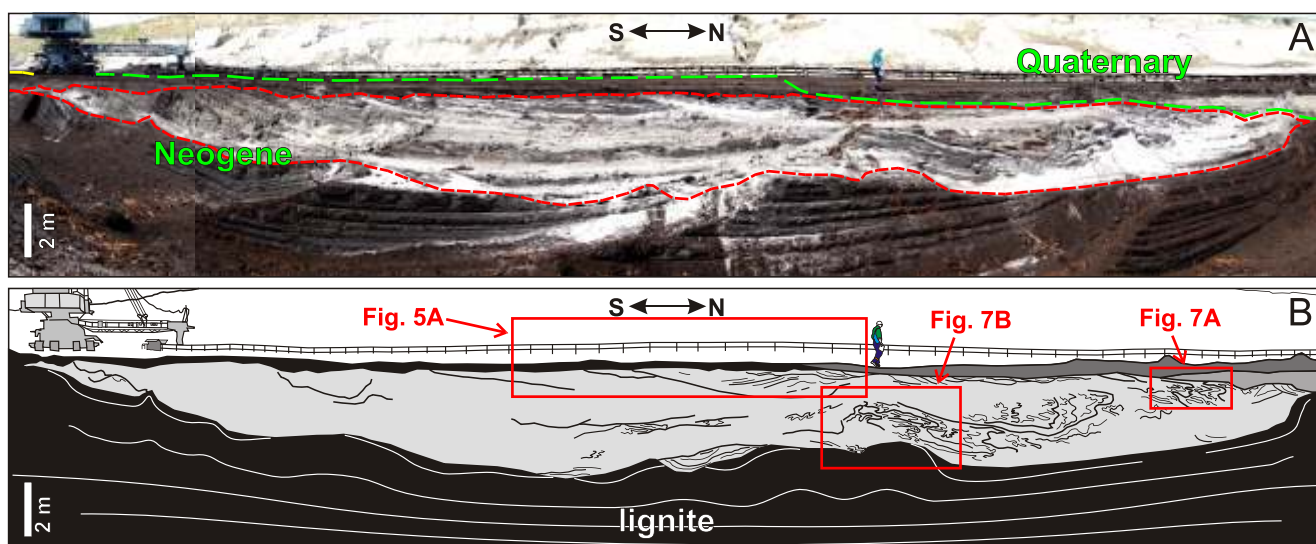 A
S N
Quaternary
Neogene
2 m
B
S N
Fig. 5A
Fig. 7B
Fig. 7A
2 m
lignite